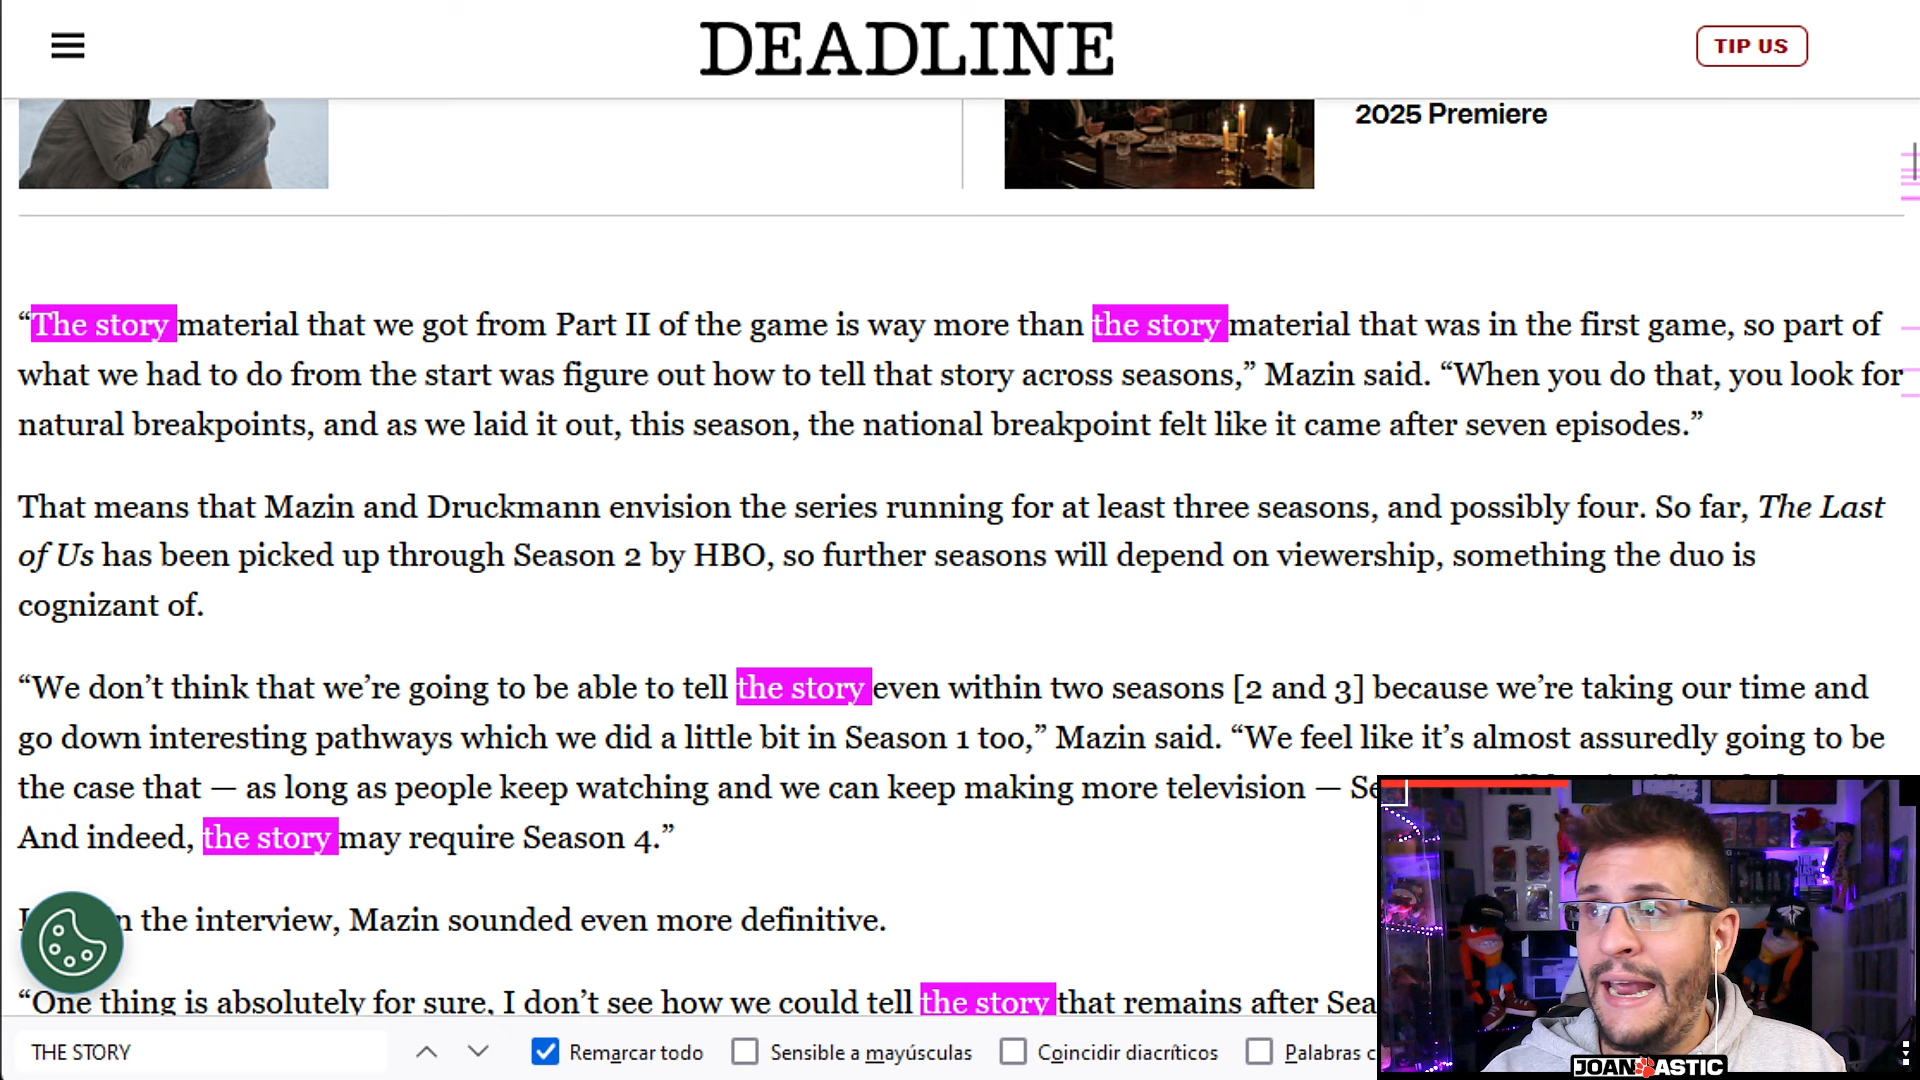 DEADLINE
TIP US
2025 Premiere
“The story material that we got from Part II of the game is way more than the story material that was in the first game, so part of
what we had to do from the start was figure out how to tell that story across seasons,” Mazin said. “When you do that, you look for
natural breakpoints, and as we laid it out, this season, the national breakpoint felt like it came after seven episodes.”
That means that Mazin and Druckmann envision the series running for at least three seasons, and possibly four. So far, The Last
of Us has been picked up through Season 2 by HBO, so further seasons will depend on viewership, something the duo is
cognizant of.
“We don’t think that we’re going to be able to tell the story even within two seasons [2 and 3] because we’re taking our time and
go down interesting pathways which we did a little bit in Season 1 too,” Mazin said. “We feel like it’s almost assuredly going to be
the case that — as long as people keep watching and we can keep making more television — Se
And indeed, the story may require Season 4.”
n the interview, Mazin sounded even more definitive.
“One thing is absolutely for sure, I don’t see how we could tell the story that remains after Sea
THE STORY
Remarcar todo
Sensible a mayúsculas
Coincidir diacríticos
Palabras c
JOANTASTIC